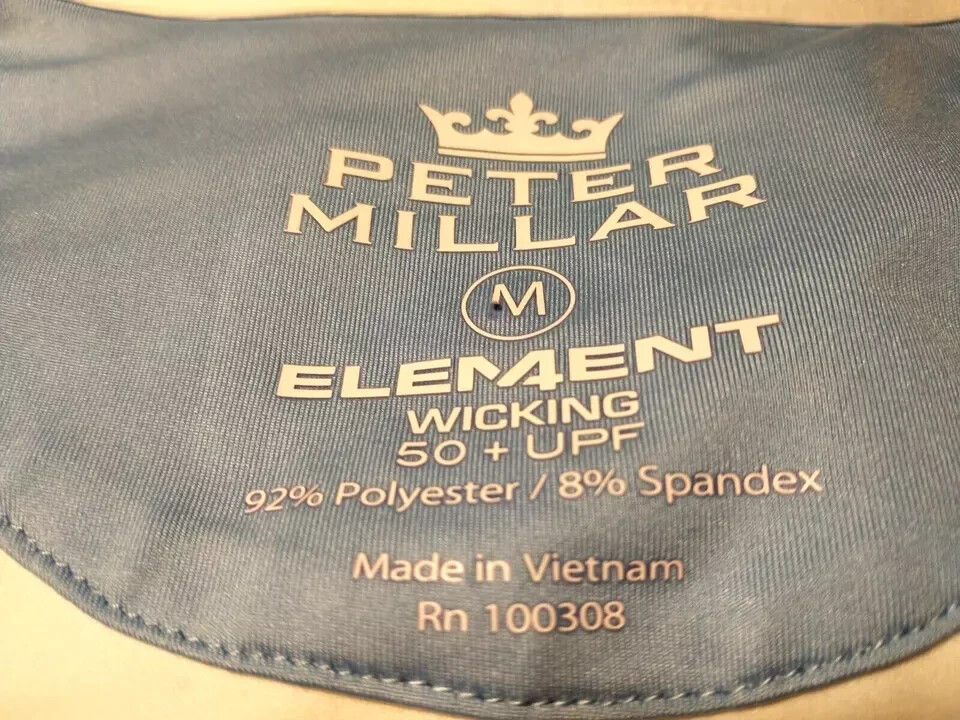 PETER
MILLAR
M
ELEM4ENT
WICKING
50 + UPF
92% Polyester / 8% Spandex
Made in Vietnam
Rn 100308